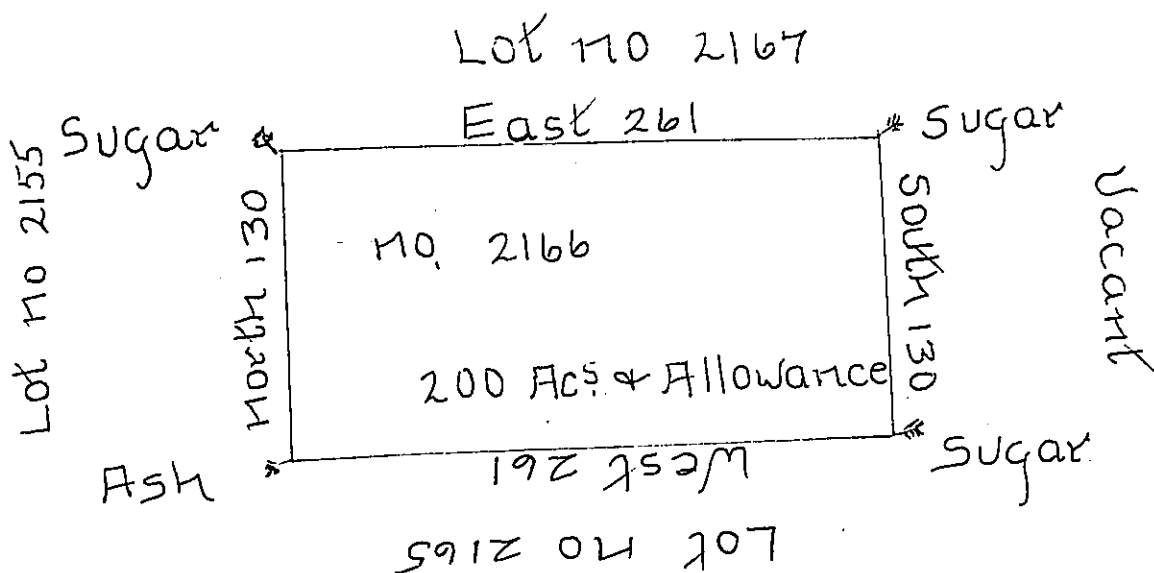 Lot No 2167
East 261
Sugar
Sugar
Lot No 2155
North 130
No. 2166
South 130
Vacant
200 Acs. & Allowance
Ash
West 261
Sugar
Lot No 2165